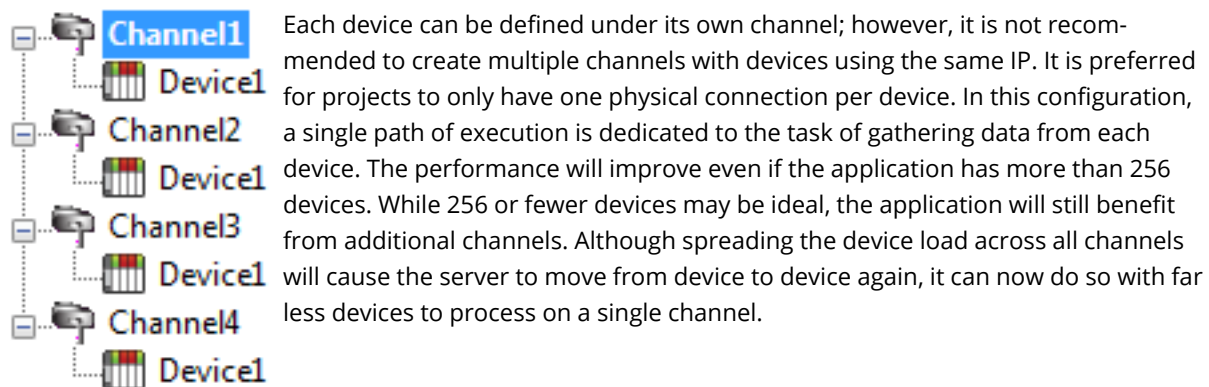 Channel1
Device1
Channel2
Device1
Channel3
Device1
Channel4
Device1
Each device can be defined under its own channel; however, it is not recom-
mended to create multiple channels with devices using the same IP. It is preferred
for projects to only have one physical connection per device. In this configuration,
a single path of execution is dedicated to the task of gathering data from each
device. The performance will improve even if the application has more than 256
devices. While 256 or fewer devices may be ideal, the application will still benefit
from additional channels. Although spreading the device load across all channels
will cause the server to move from device to device again, it can now do so with far
less devices to process on a single channel.